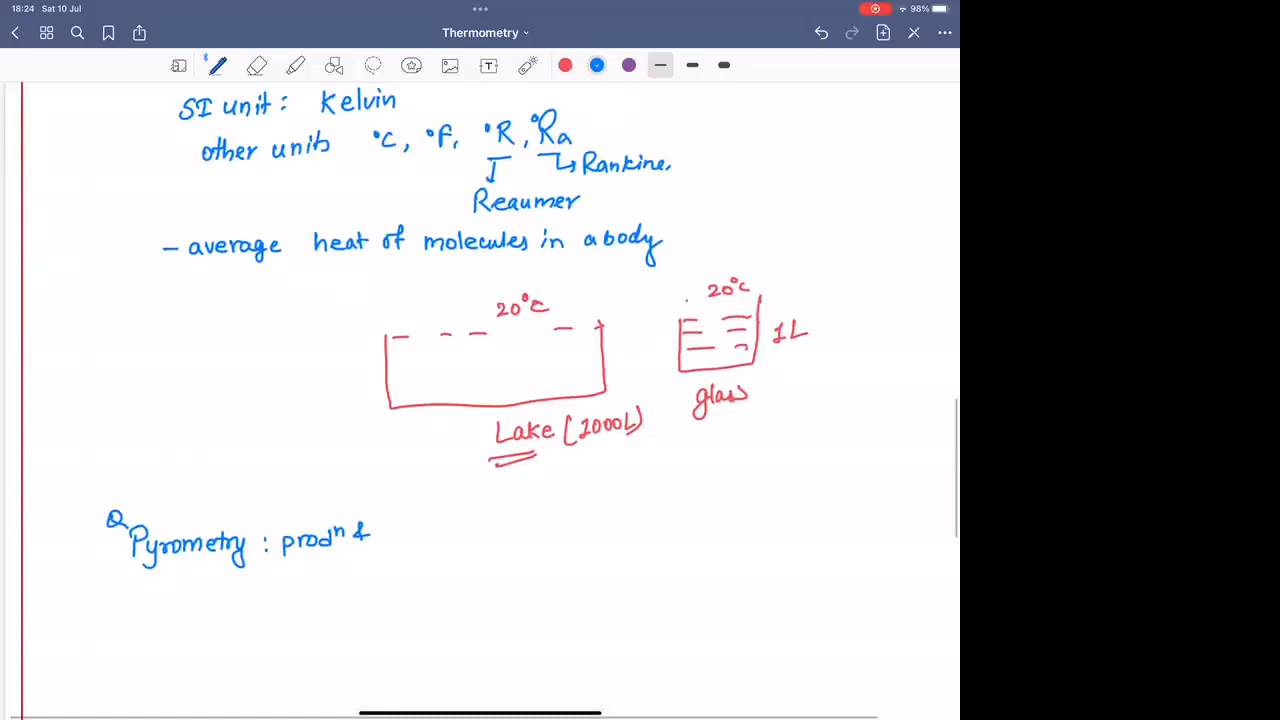 18:24 Sat 10 Jul
98%
Thermometry
T
SI unit : Kelvin
other units °C, °F, °R, °Ra
Rankine.
Reaumer
- average heat of molecules in a body
20°C
20°C
1L
glass
Lake (1000L)
Q
Pyrometry : prodⁿ &